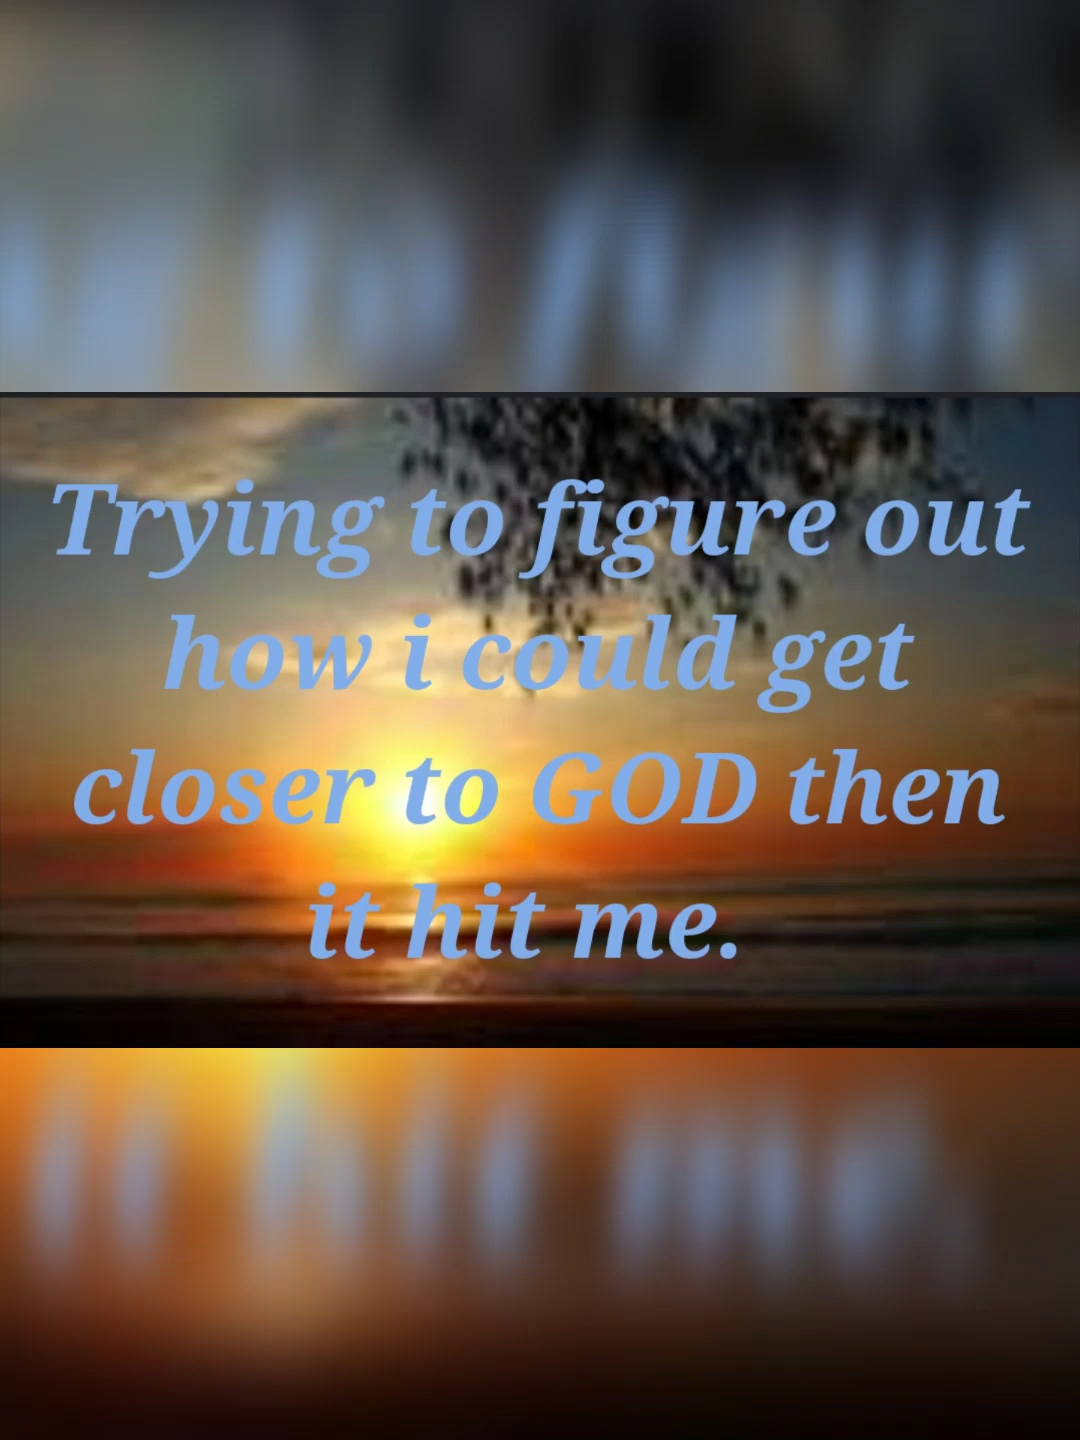 Trying to figure out
how i could get
closer to GOD then
it hit me.